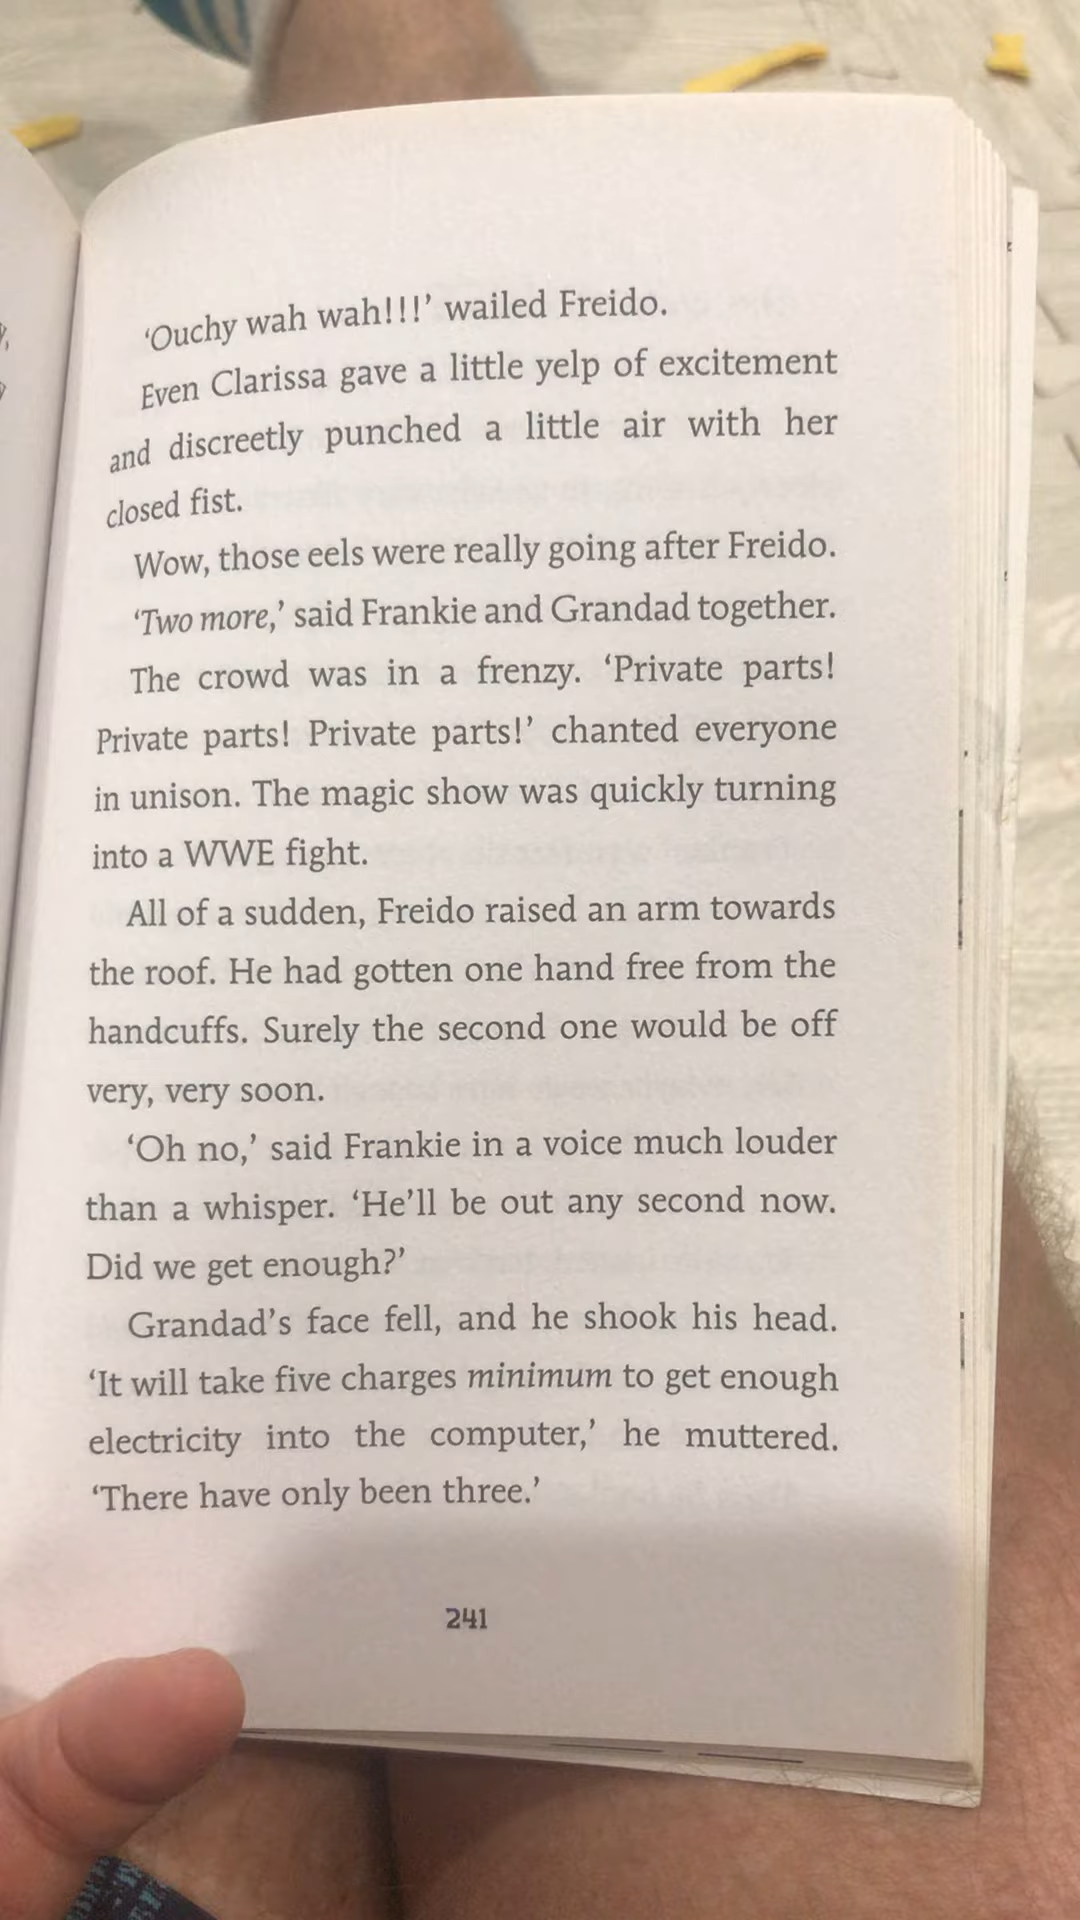 ‘Ouchy wah wah!!!’ wailed Freido.
Even Clarissa gave a little yelp of excitement
and discreetly punched a little air with her
closed fist.
Wow, those eels were really going after Freido.
‘Two more,’ said Frankie and Grandad together.
The crowd was in a frenzy. ‘Private parts!
Private parts! Private parts!’ chanted everyone
in unison. The magic show was quickly turning
into a WWE fight.
All of a sudden, Freido raised an arm towards
the roof. He had gotten one hand free from the
handcuffs. Surely the second one would be off
very, very soon.
‘Oh no,’ said Frankie in a voice much louder
than a whisper. ‘He’ll be out any second now.
Did we get enough?’
Grandad’s face fell, and he shook his head.
‘It will take five charges minimum to get enough
electricity into the computer,’ he muttered.
‘There have only been three.’
241